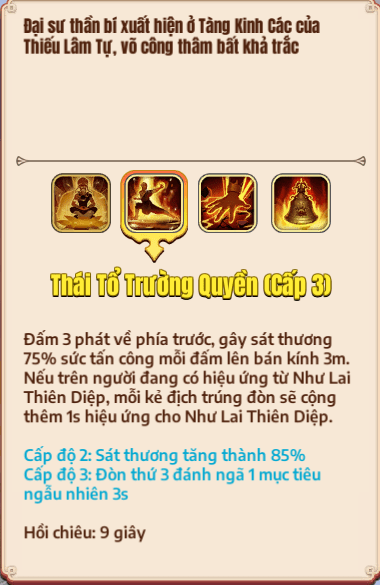 Đại sư thần bí xuất hiện ở Tàng Kinh Các của
Thiếu Lâm Tự, võ công thâm bất khả trắc
Thái Tổ Trường Quyền (Cấp 3)
Đấm 3 phát về phía trước, gây sát thương
75% sức tấn công mỗi đấm lên bán kính 3m.
Nếu trên người đang có hiệu ứng từ Như Lai
Thiên Diệp, mỗi kẻ địch trúng đòn sẽ cộng
thêm 1s hiệu ứng cho Như Lai Thiên Diệp.
Cấp độ 2: Sát thương tăng thành 85%
Cấp độ 3: Đòn thứ 3 đánh ngã 1 mục tiêu
ngẫu nhiên 3s
Hồi chiêu: 9 giây